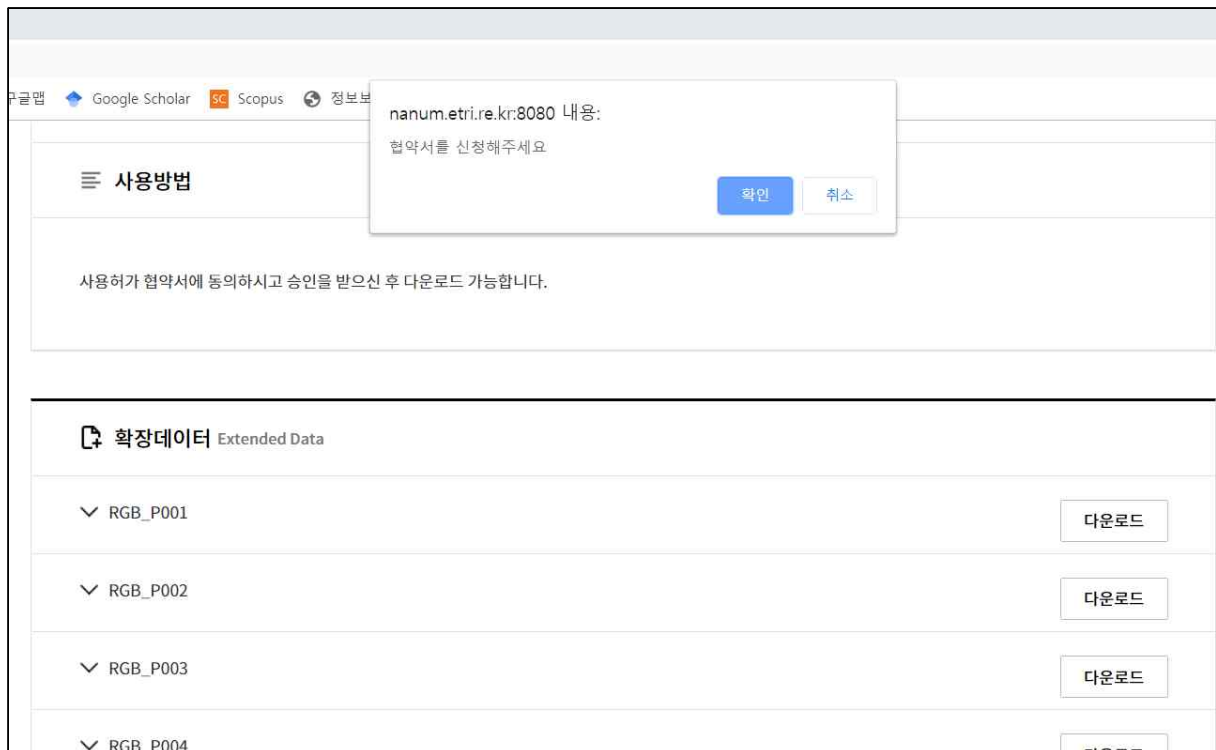 구글맵 Google Scholar SC Scopus 정보보
nanum.etri.re.kr:8080 내용:
협약서를 신청해주세요
확인 취소
사용방법
사용허가 협약서에 동의하시고 승인을 받으신 후 다운로드 가능합니다.
확장데이터 Extended Data
RGB_P001 다운로드
RGB_P002 다운로드
RGB_P003 다운로드
RGB_P004 다운로드